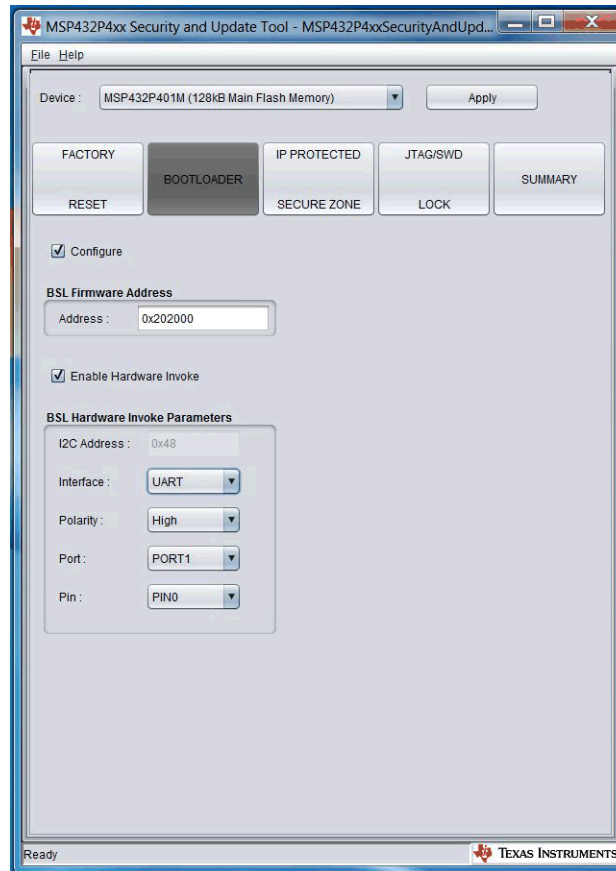 MSP432P4xx Security and Update Tool - MSP432P4xxSecurityAndUpd...
File Help
Device : MSP432P401M (128kB Main Flash Memory) Apply
FACTORY RESET
BOOTLOADER
IP PROTECTED SECURE ZONE
JTAG/SWD LOCK
SUMMARY
Configure
BSL Firmware Address
Address : 0x202000
Enable Hardware Invoke
BSL Hardware Invoke Parameters
I2C Address : 0x48
Interface : UART
Polarity : High
Port : PORT1
Pin : PIN0
Ready TEXAS INSTRUMENTS